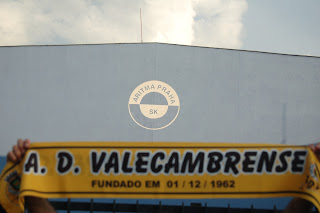 ARITMA PRAHA
SK
A. D. VALECAMBRENSE
FUNDADO EM 01 / 12 / 1962